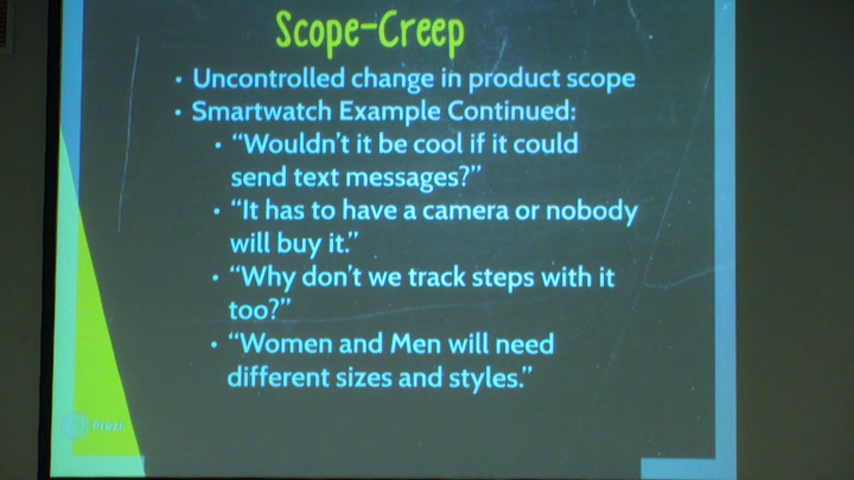 Scope-Creep
• Uncontrolled change in product scope
• Smartwatch Example Continued:
• “Wouldn’t it be cool if it could
send text messages?”
• “It has to have a camera or nobody
will buy it.”
• “Why don’t we track steps with it
too?”
• “Women and Men will need
different sizes and styles.”
Prezi